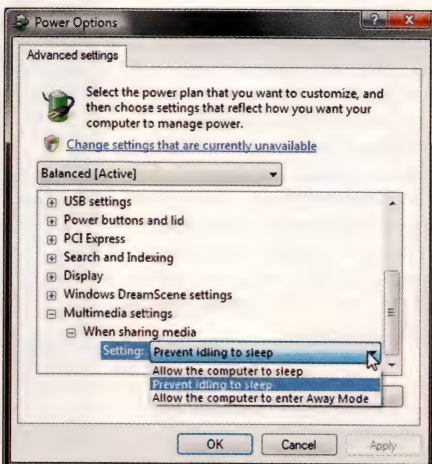 Power Options
Advanced settings
Select the power plan that you want to customize, and
then choose settings that reflect how you want your
computer to manage power.
Change settings that are currently unavailable
Balanced [Active]
USB settings
Power buttons and lid
PCI Express
Search and Indexing
Display
Windows DreamScene settings
Multimedia settings
When sharing media
Setting: Prevent idling to sleep
Allow the computer to sleep
Prevent idling to sleep
Allow the computer to enter Away Mode
OK Cancel Apply